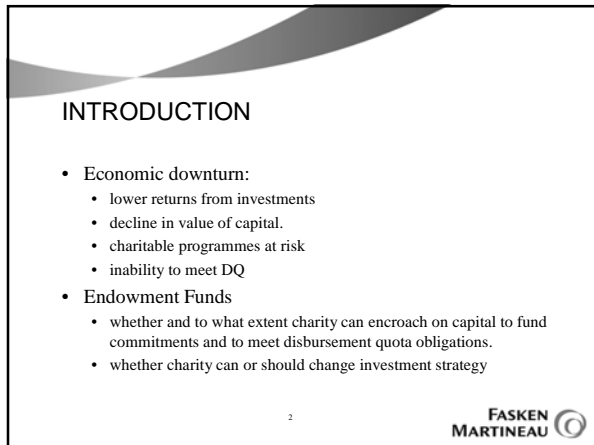 INTRODUCTION
• Economic downturn:
• lower returns from investments
• decline in value of capital.
• charitable programmes at risk
• inability to meet DQ
• Endowment Funds
• whether and to what extent charity can encroach on capital to fund
commitments and to meet disbursement quota obligations.
• whether charity can or should change investment strategy
2
FASKEN
MARTINEAU